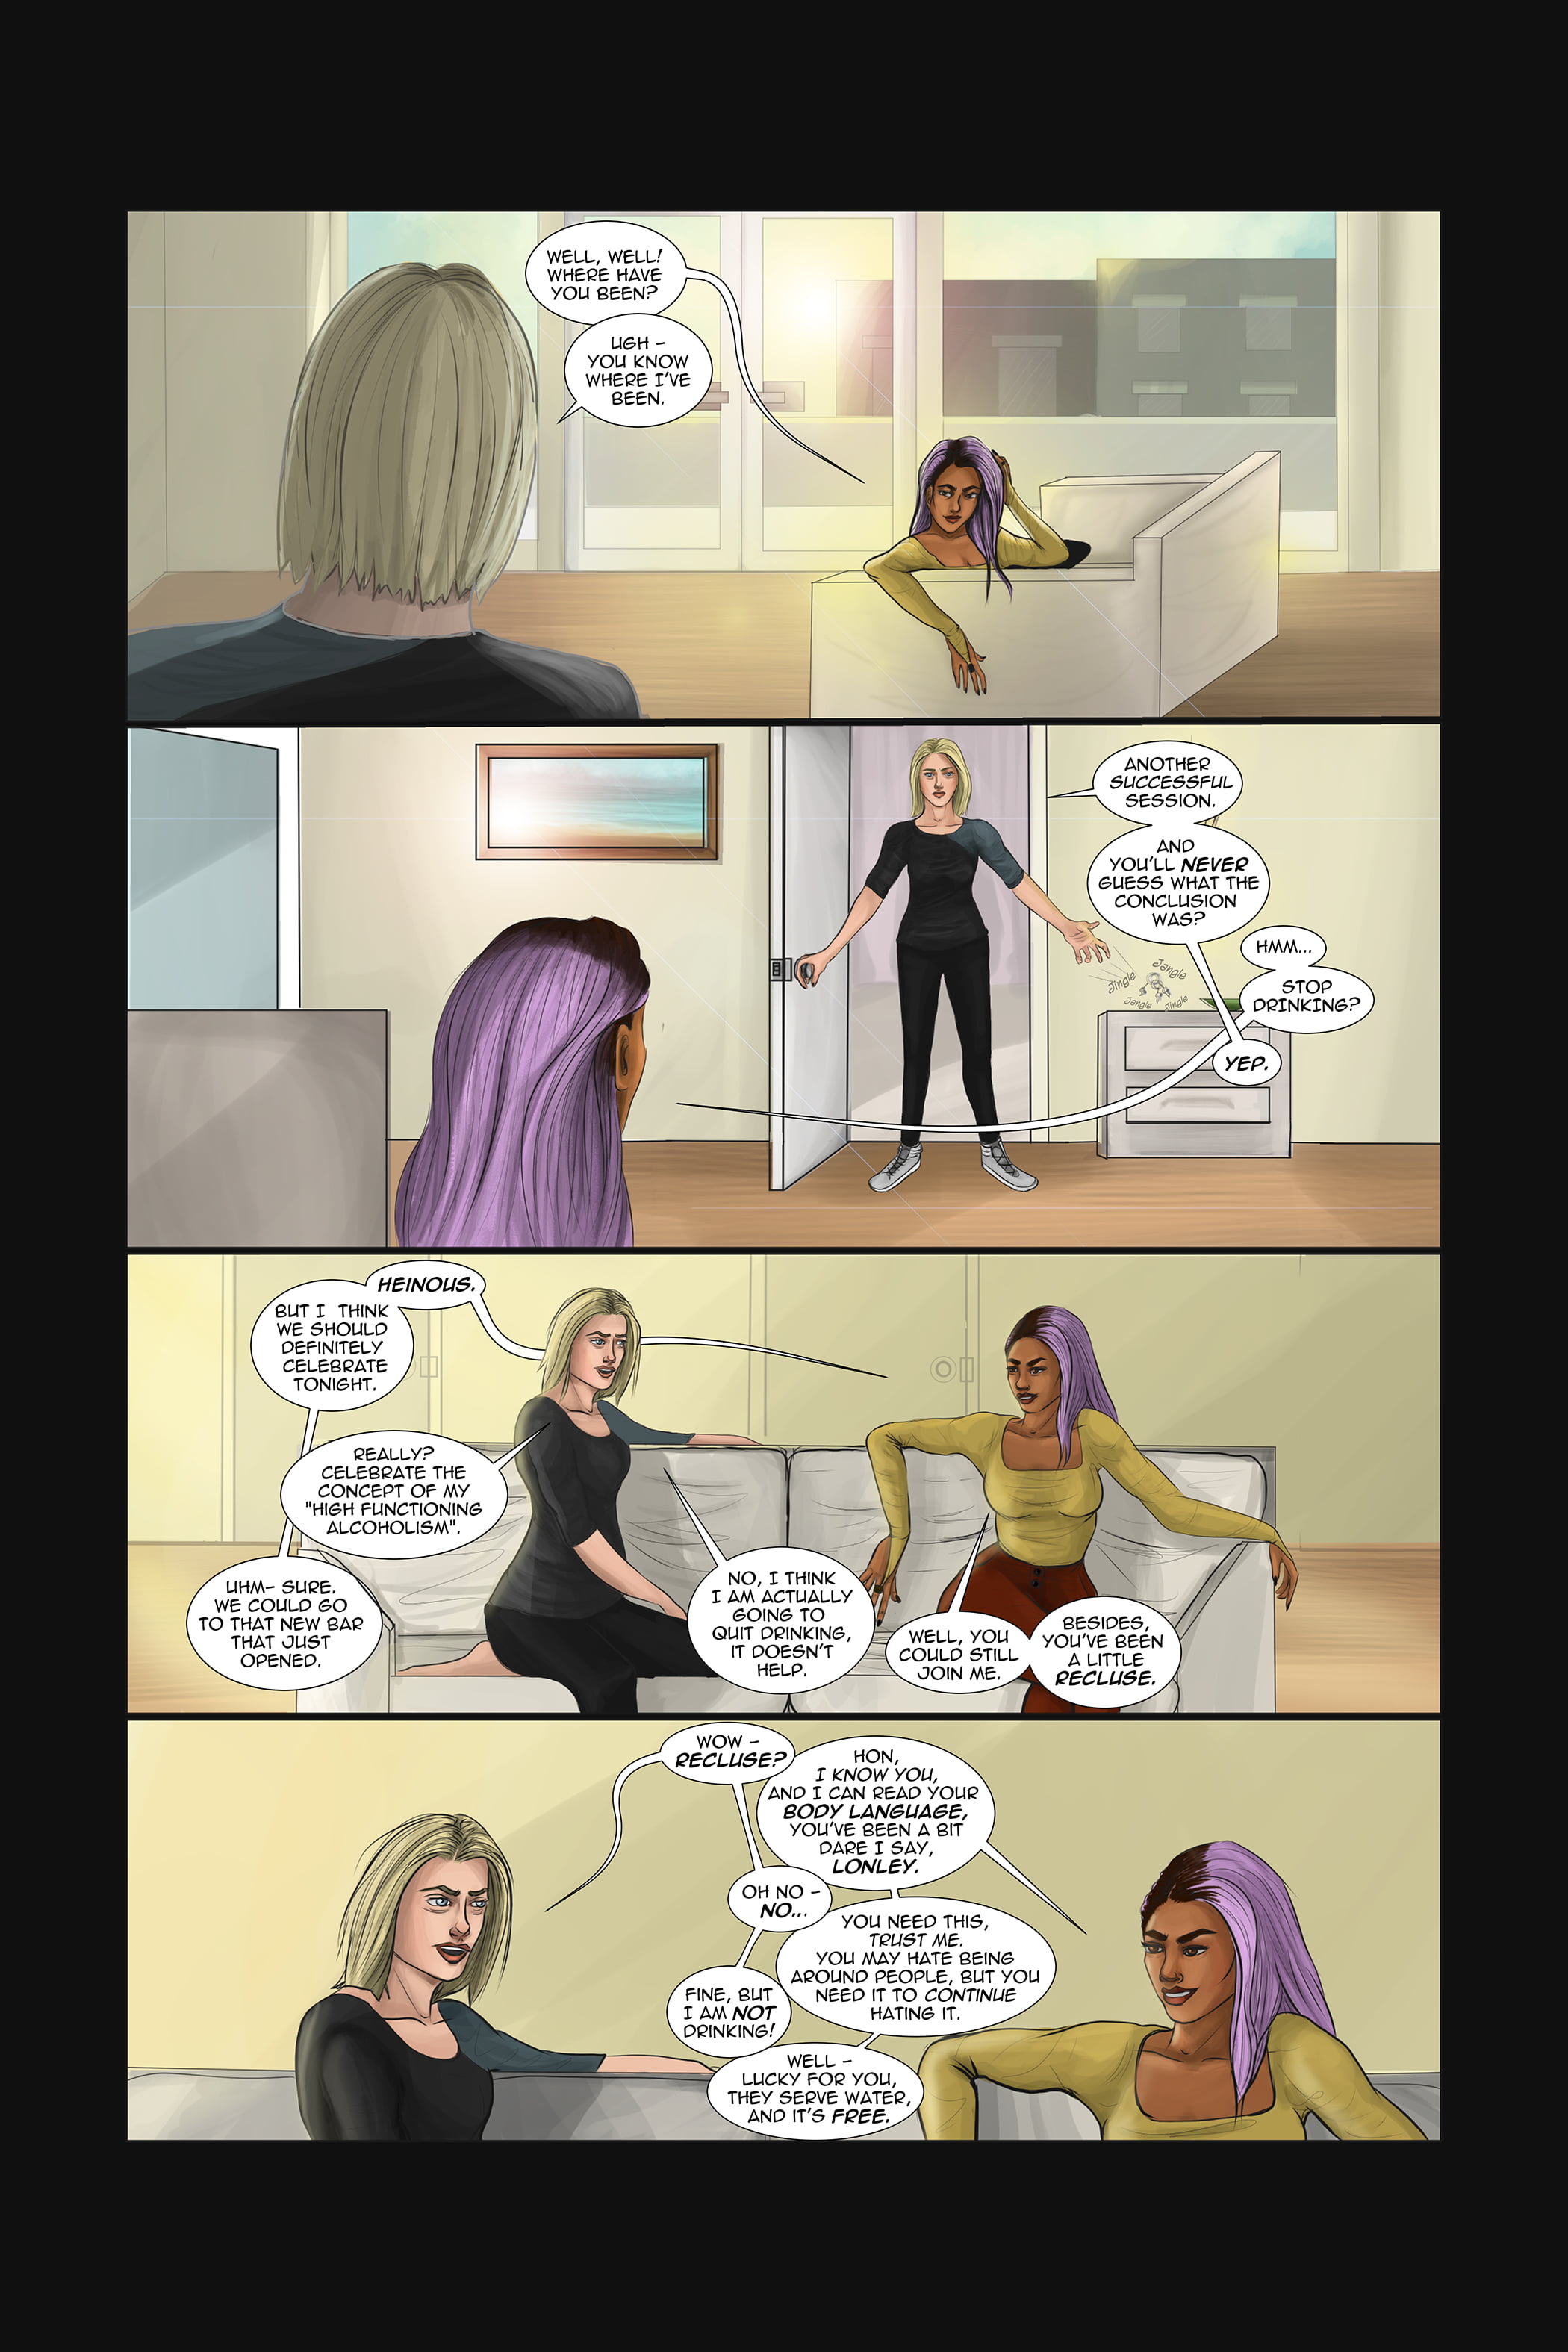 WELL, WELL!
WHERE HAVE
YOU BEEN?
UGH –
YOU KNOW
WHERE I'VE
BEEN.
ANOTHER
SUCCESSFUL
SESSION.
AND
YOU'LL NEVER
GUESS WHAT THE
CONCLUSION
WAS?
HMM...
STOP
DRINKING?
YEP.
Jingle
Jangle
Jangle
Jingle
HEINOUS.
BUT I THINK
WE SHOULD
DEFINITELY
CELEBRATE
TONIGHT.
REALLY?
CELEBRATE THE
CONCEPT OF MY
"HIGH FUNCTIONING
ALCOHOLISM".
UHM– SURE.
WE COULD GO
TO THAT NEW BAR
THAT JUST
OPENED.
NO, I THINK
I AM ACTUALLY
GOING TO
QUIT DRINKING,
IT DOESN'T
HELP.
WELL, YOU
COULD STILL
JOIN ME.
BESIDES,
YOU'VE BEEN
A LITTLE
RECLUSE.
WOW –
RECLUSE?
HON,
I KNOW YOU,
AND I CAN READ YOUR
BODY LANGUAGE,
YOU'VE BEEN A BIT
DARE I SAY,
LONLEY.
OH NO –
NO...
YOU NEED THIS,
TRUST ME.
YOU MAY HATE BEING
AROUND PEOPLE, BUT YOU
NEED IT TO CONTINUE
HATING IT.
FINE, BUT
I AM NOT
DRINKING!
WELL –
LUCKY FOR YOU,
THEY SERVE WATER,
AND IT'S FREE.